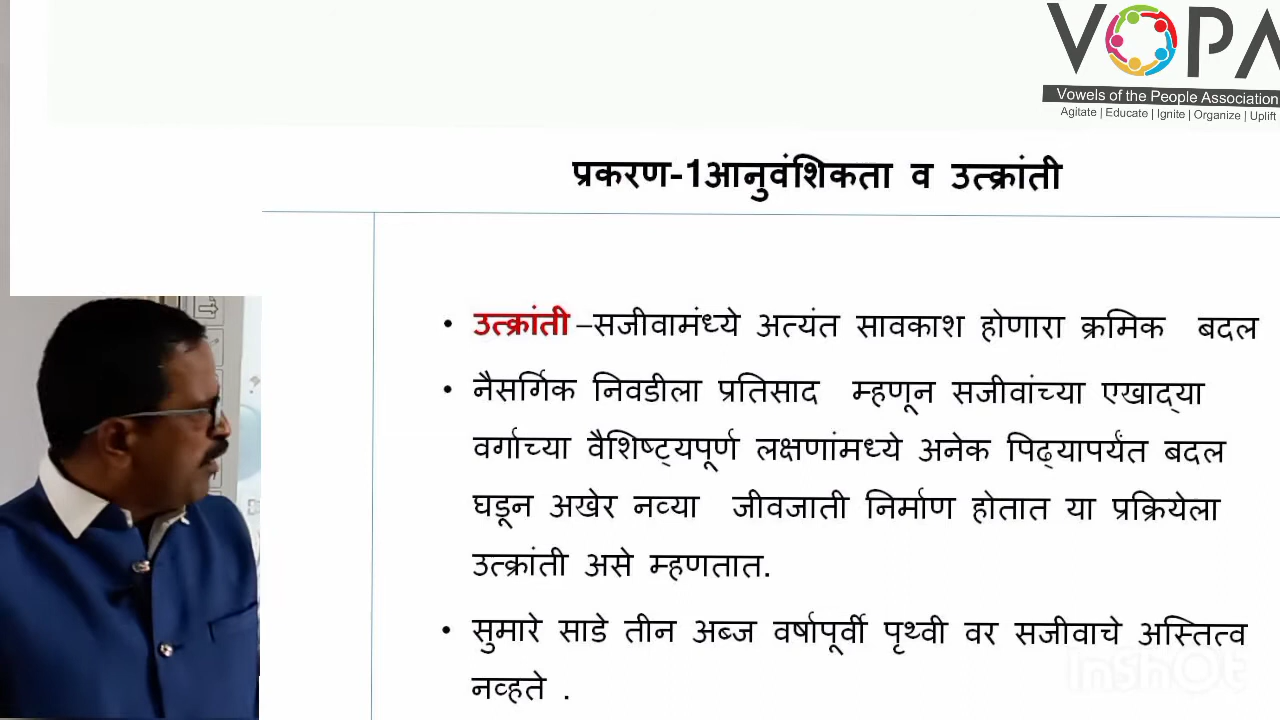 VOPA
Vowels of the People Association
Agitate | Educate | Ignite | Organize | Uplift
प्रकरण-1आनुवंशिकता व उत्क्रांती
• उत्क्रांती –सजीवामंध्ये अत्यंत सावकाश होणारा क्रमिक बदल
• नैसर्गिक निवडीला प्रतिसाद म्हणून सजीवांच्या एखाद्या
वर्गाच्या वैशिष्ट्यपूर्ण लक्षणांमध्ये अनेक पिढ्यापर्यंत बदल
घडून अखेर नव्या जीवजाती निर्माण होतात या प्रक्रियेला
उत्क्रांती असे म्हणतात.
• सुमारे साडे तीन अब्ज वर्षापूर्वी पृथ्वी वर सजीवाचे अस्तित्व
नव्हते .
InShOt